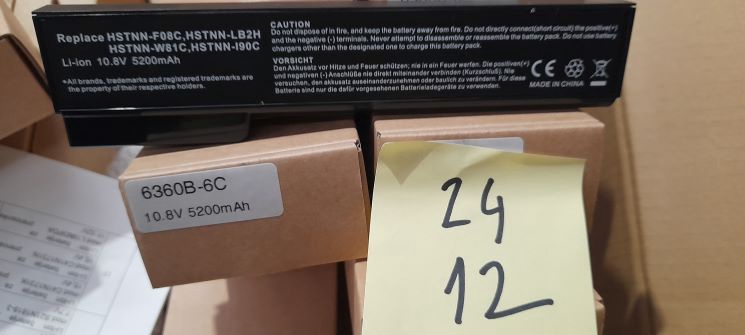 Replace HSTNN-F08C,HSTNN-LB2H
HSTNN-W81C,HSTNN-I90C
Li-ion 10.8V 5200mAh
*All brands, trademarks and registered trademarks are
the property of their respective holders.
CAUTION
Do not dispose of in fire, and keep the battery away from fire. Do not directly connect(short circuit) the positive(+)
and the negative (-) terminals. Never attempt to disassemble or reassemble the battery pack. Do not use battery
chargers other than the designated one to charge this battery pack.
VORSICHT
Den Akkusatz vor Hitze und Feuer schützen; nie in ein Feuer werfen. Die positiven(+)
und negativen (-) Anschlüße nie direkt miteinander verbinden (Kurzschluß). Nie
versuchen, den akkusatz auseinanderzunehmen oder baulich zu verändern. Für diese
Batterie sind nur die dafür vorgesehenen Batterieladegeräte zu verwenden.
CE
MADE IN CHINA
6360B-6C
10.8V 5200mAh
24
12